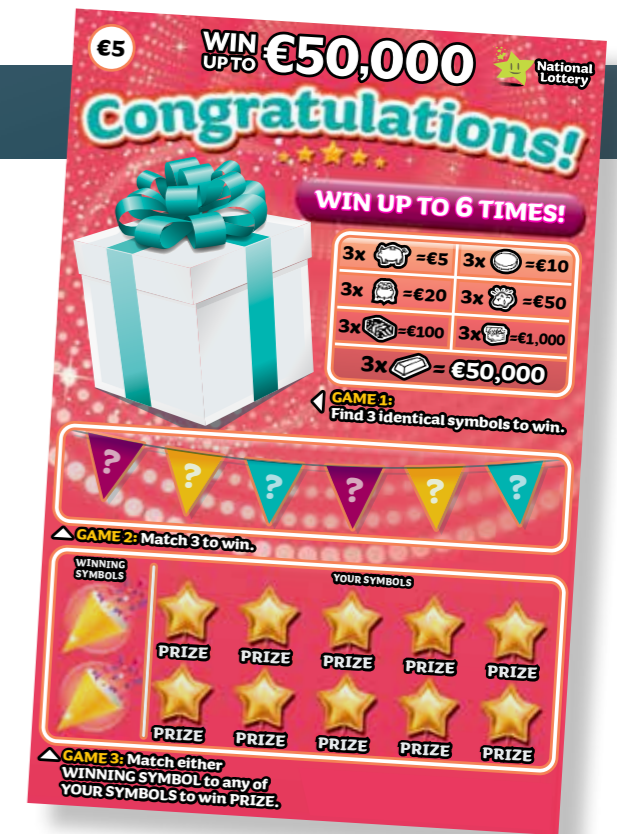 €5
WIN UP TO €50,000
National
Lottery
Congratulations!
WIN UP TO 6 TIMES!
3x =€5
3x =€10
3x =€20
3x =€50
3x =€100
3x =€1,000
3x = €50,000
GAME 1:
Find 3 identical symbols to win.
? ? ? ? ? ?
GAME 2: Match 3 to win.
WINNING
SYMBOLS
YOUR SYMBOLS
PRIZE PRIZE PRIZE PRIZE PRIZE
PRIZE PRIZE PRIZE PRIZE PRIZE
GAME 3: Match either
WINNING SYMBOL to any of
YOUR SYMBOLS to win PRIZE.